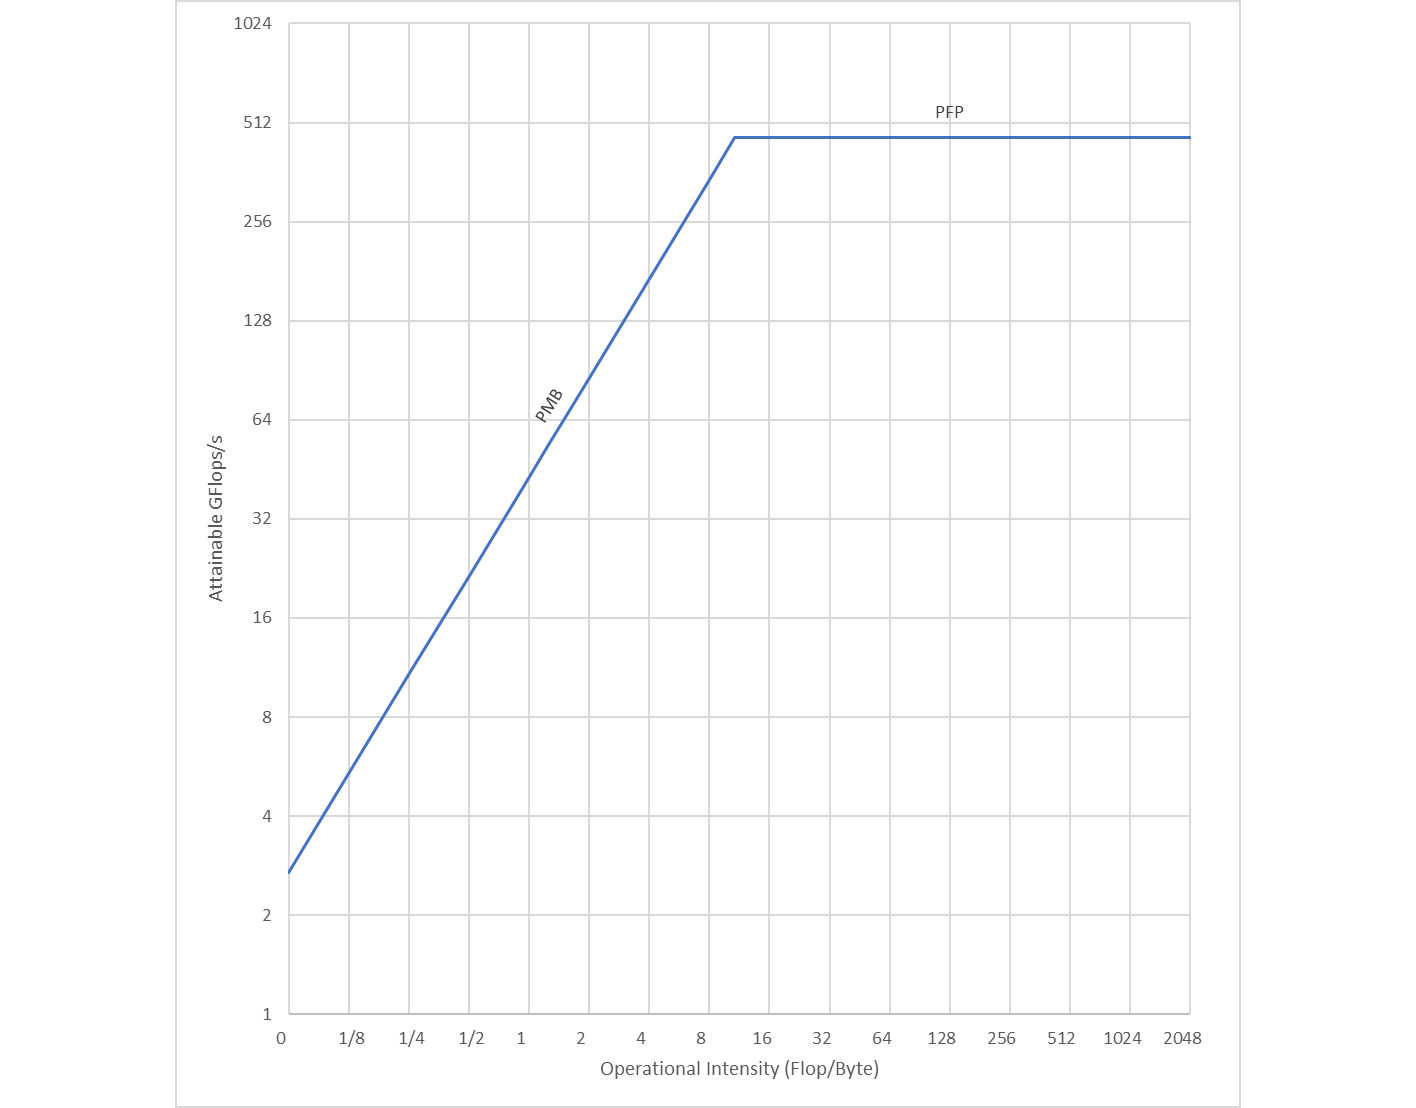 1024
512
256
128
64
32
16
8
4
2
1
Attainable GFlops/s
PFP
PMB
0 1/8 1/4 1/2 1 2 4 8 16 32 64 128 256 512 1024 2048
Operational Intensity (Flop/Byte)